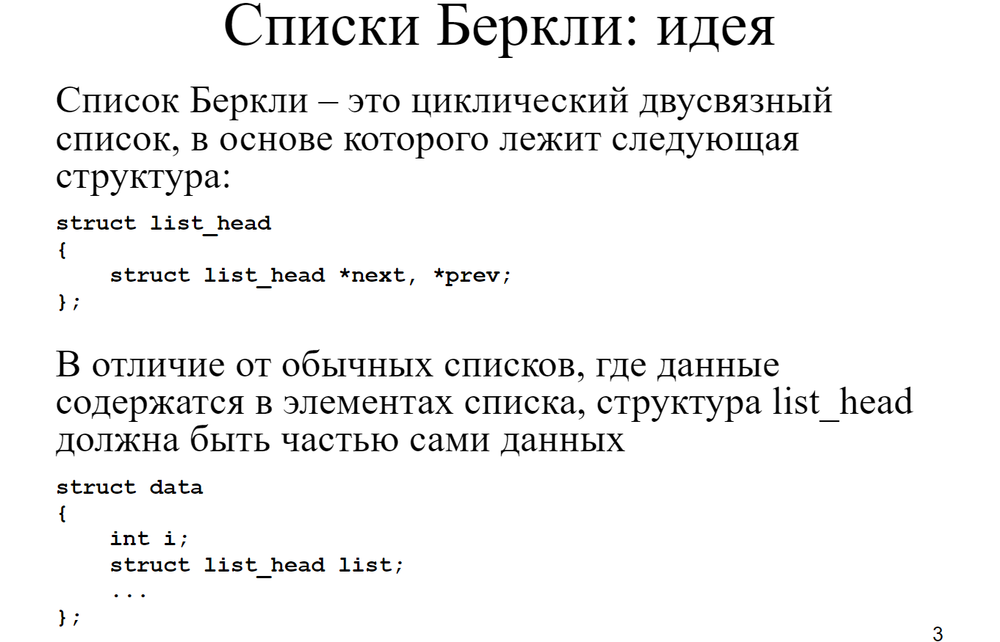 Списки Беркли: идея
Список Беркли – это циклический двусвязный
список, в основе которого лежит следующая
структура:
struct list_head
{
    struct list_head *next, *prev;
};
В отличие от обычных списков, где данные
содержатся в элементах списка, структура list_head
должна быть частью сами данных
struct data
{
    int i;
    struct list_head list;
    ...
};
3